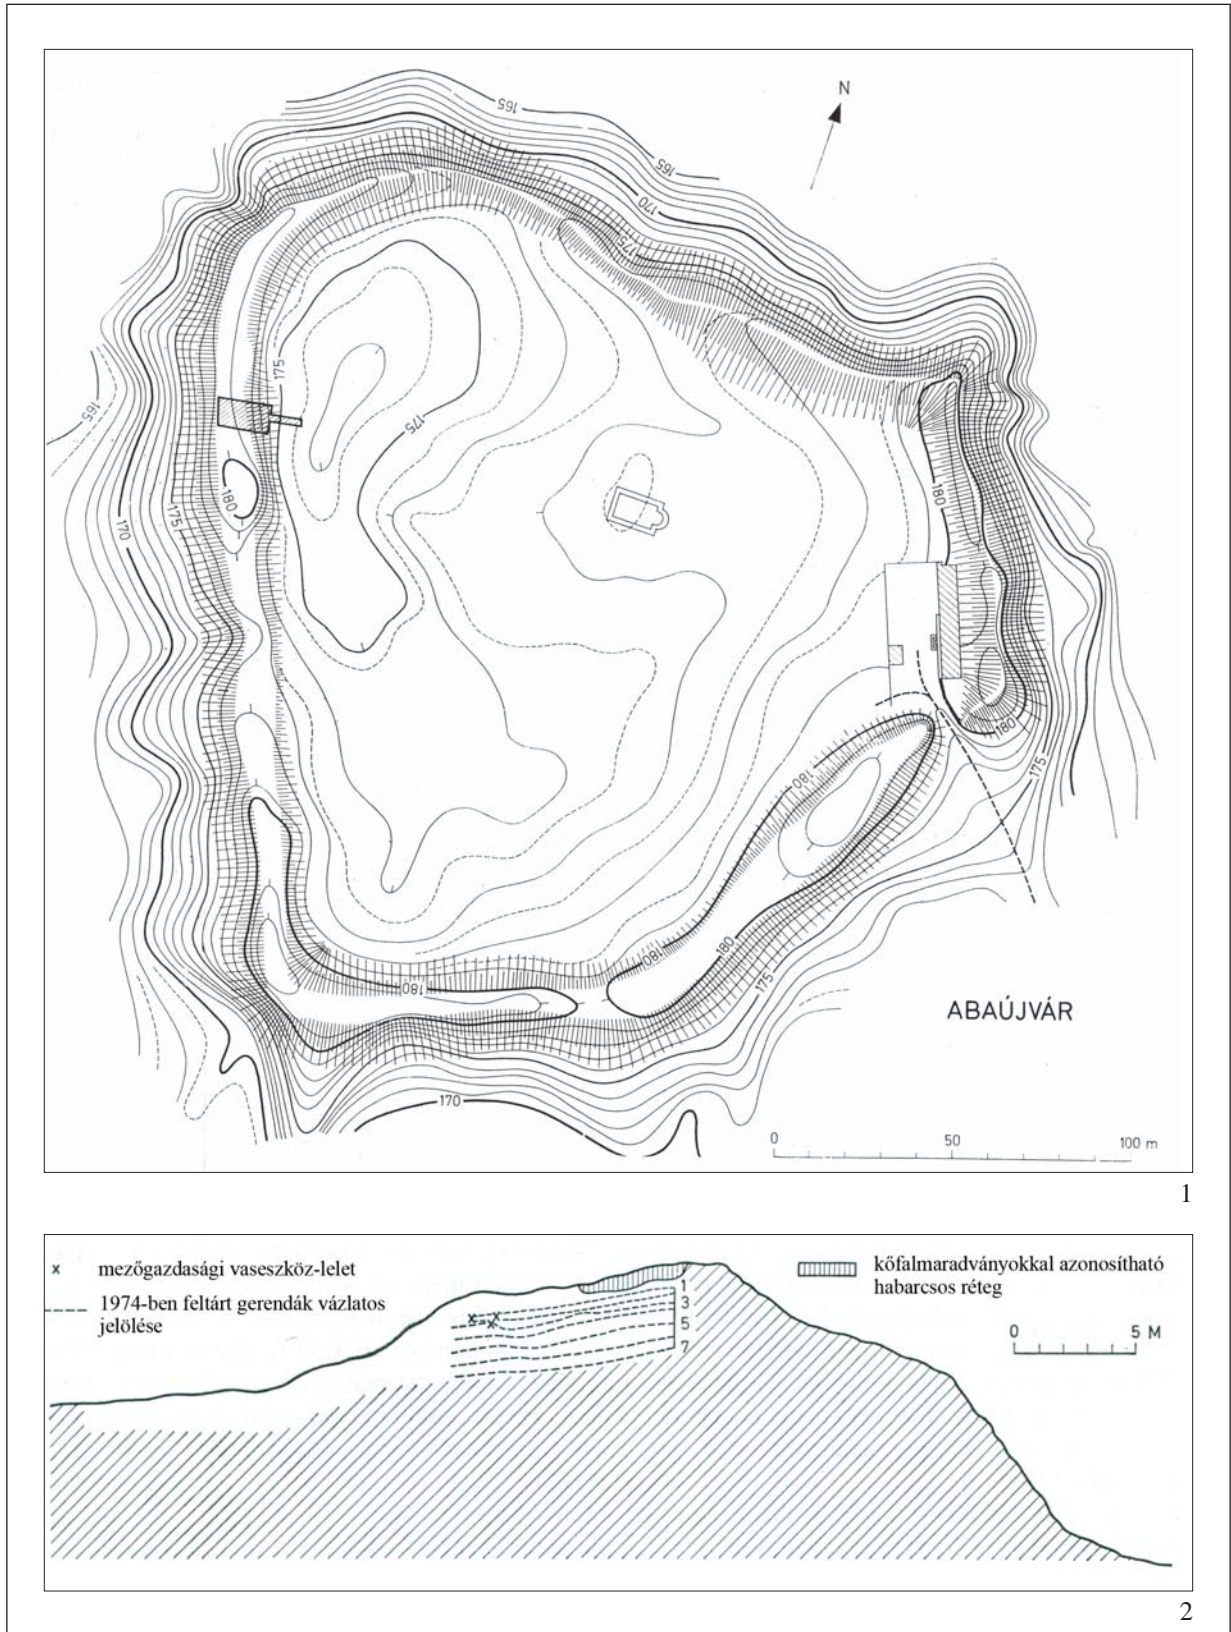 N
165
165
170
175
175
165
175
180
180
170
175
180
175
180
180
180
180
175
ABAÚJVÁR
170
0 50 100 m
1
x mezőgazdasági vaseszköz-lelet
1974-ben feltárt gerendák vázlatos
jelölése
kőfalmaradványokkal azonosítható
habarcsos réteg
1
3
5
7
0 5 M
2